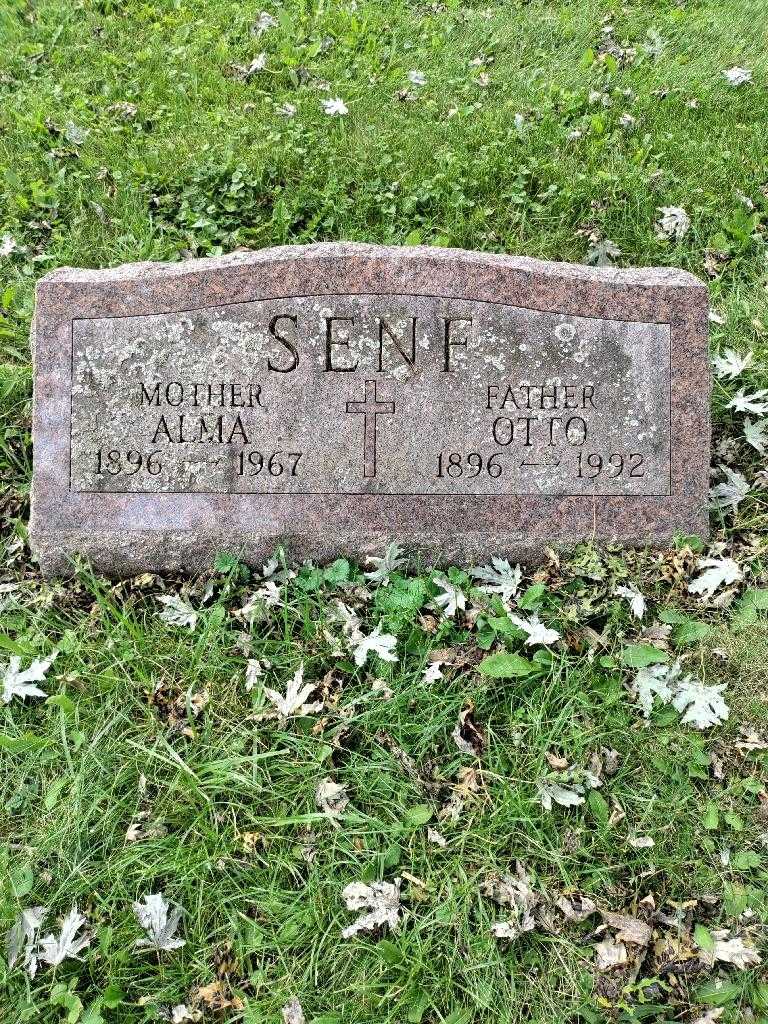 SENF
MOTHER
ALMA
1896 — 1967
FATHER
OTTO
1896 — 1992